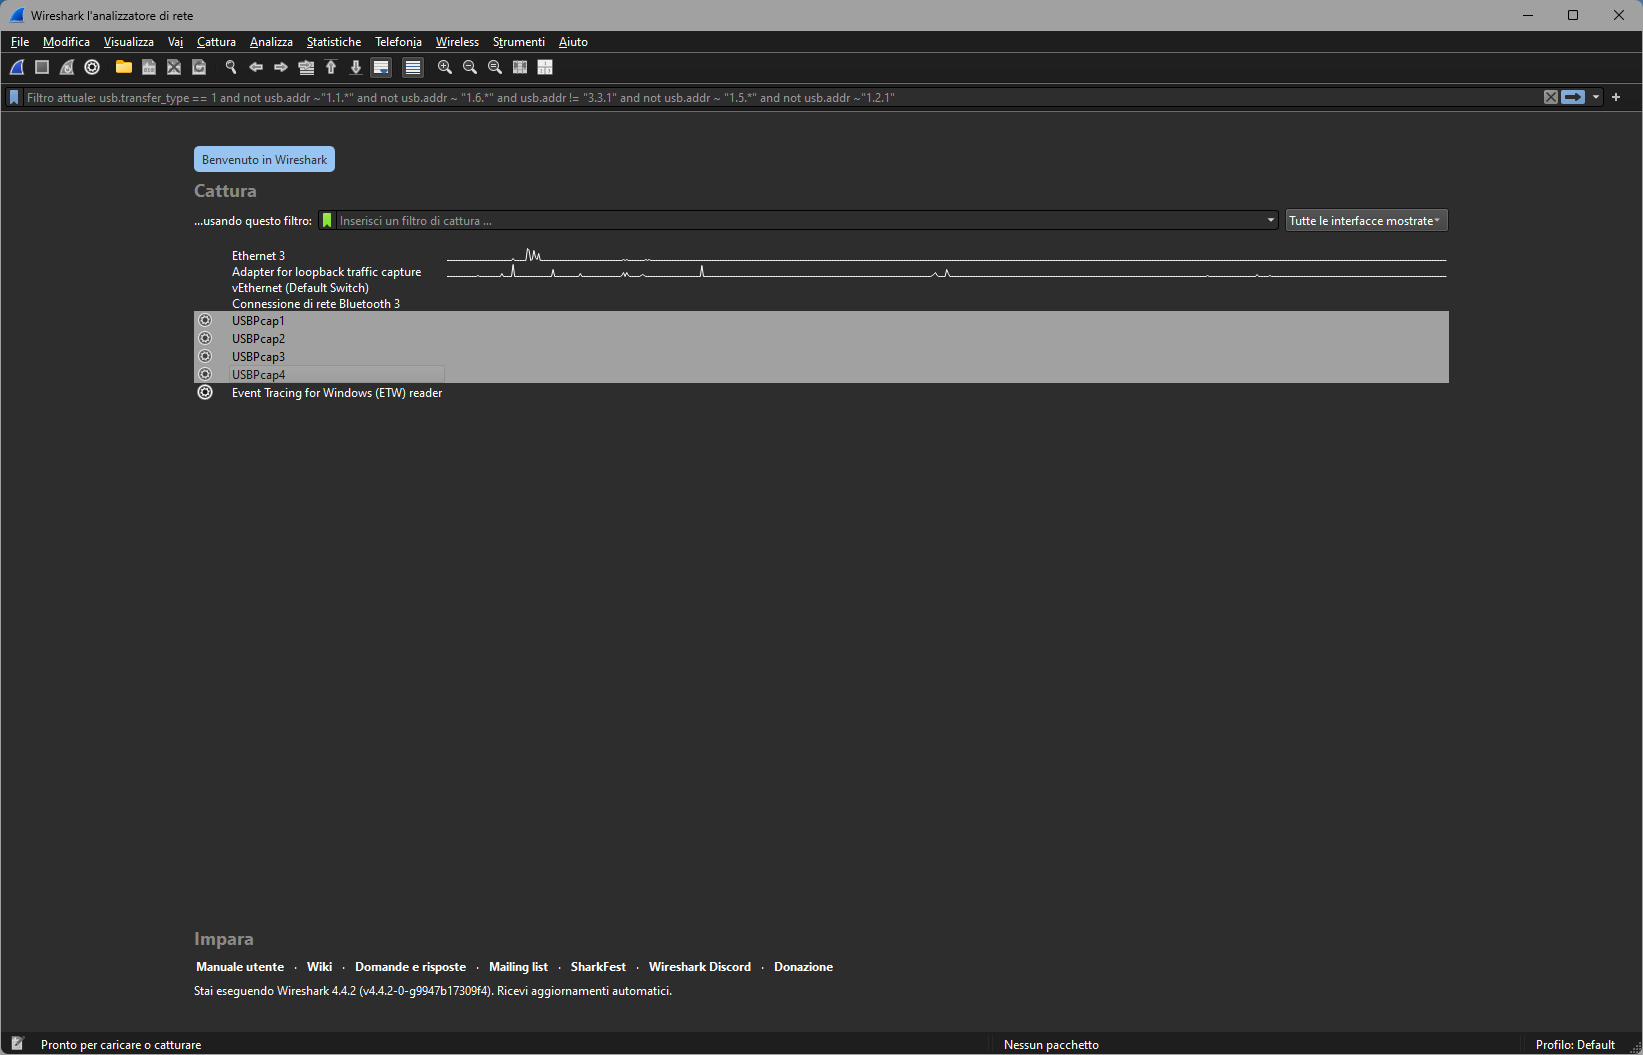 Wireshark l'analizzatore di rete
File Modifica Visualizza Vai Cattura Analizza Statistiche Telefonia Wireless Strumenti Aiuto
Filtro attuale: usb.transfer_type == 1 and not usb.addr ~"1.1.*" and not usb.addr ~ "1.6.*" and usb.addr != "3.3.1" and not usb.addr ~ "1.5.*" and not usb.addr ~"1.2.1"
Benvenuto in Wireshark
Cattura
...usando questo filtro: Inserisci un filtro di cattura ... Tutte le interfacce mostrate
Ethernet 3
Adapter for loopback traffic capture
vEthernet (Default Switch)
Connessione di rete Bluetooth 3
USBPcap1
USBPcap2
USBPcap3
USBPcap4
Event Tracing for Windows (ETW) reader
Impara
Manuale utente · Wiki · Domande e risposte · Mailing list · SharkFest · Wireshark Discord · Donazione
Stai eseguendo Wireshark 4.4.2 (v4.4.2-0-g9947b17309f4). Ricevi aggiornamenti automatici.
Pronto per caricare o catturare Nessun pacchetto Profilo: Default